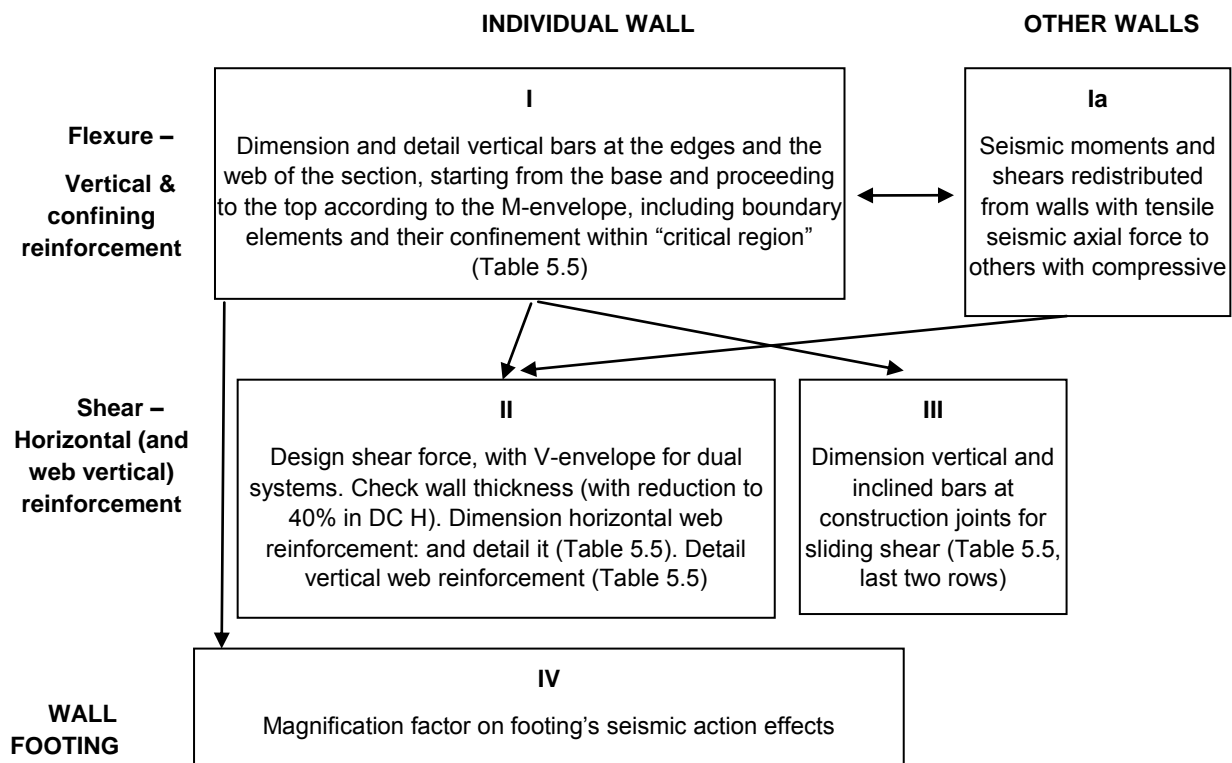 INDIVIDUAL WALL
OTHER WALLS
Flexure –
Vertical &
confining
reinforcement
I
Dimension and detail vertical bars at the edges and the
web of the section, starting from the base and proceeding
to the top according to the M-envelope, including boundary
elements and their confinement within “critical region”
(Table 5.5)
Ia
Seismic moments and
shears redistributed
from walls with tensile
seismic axial force to
others with compressive
Shear –
Horizontal (and
web vertical)
reinforcement
II
Design shear force, with V-envelope for dual
systems. Check wall thickness (with reduction to
40% in DC H). Dimension horizontal web
reinforcement: and detail it (Table 5.5). Detail
vertical web reinforcement (Table 5.5)
III
Dimension vertical and
inclined bars at
construction joints for
sliding shear (Table 5.5,
last two rows)
WALL
FOOTING
IV
Magnification factor on footing’s seismic action effects